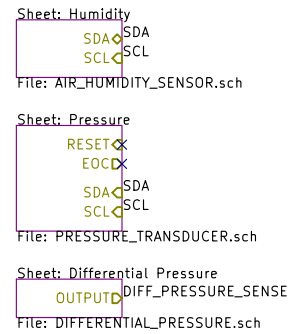 Sheet: Humidity
SDA SDA
SCL SCL
File: AIR_HUMIDITY_SENSOR.sch
Sheet: Pressure
RESET
EOC
SDA SDA
SCL SCL
File: PRESSURE_TRANSDUCER.sch
Sheet: Differential Pressure
OUTPUT DIFF_PRESSURE_SENSE
File: DIFFERENTIAL_PRESSURE.sch